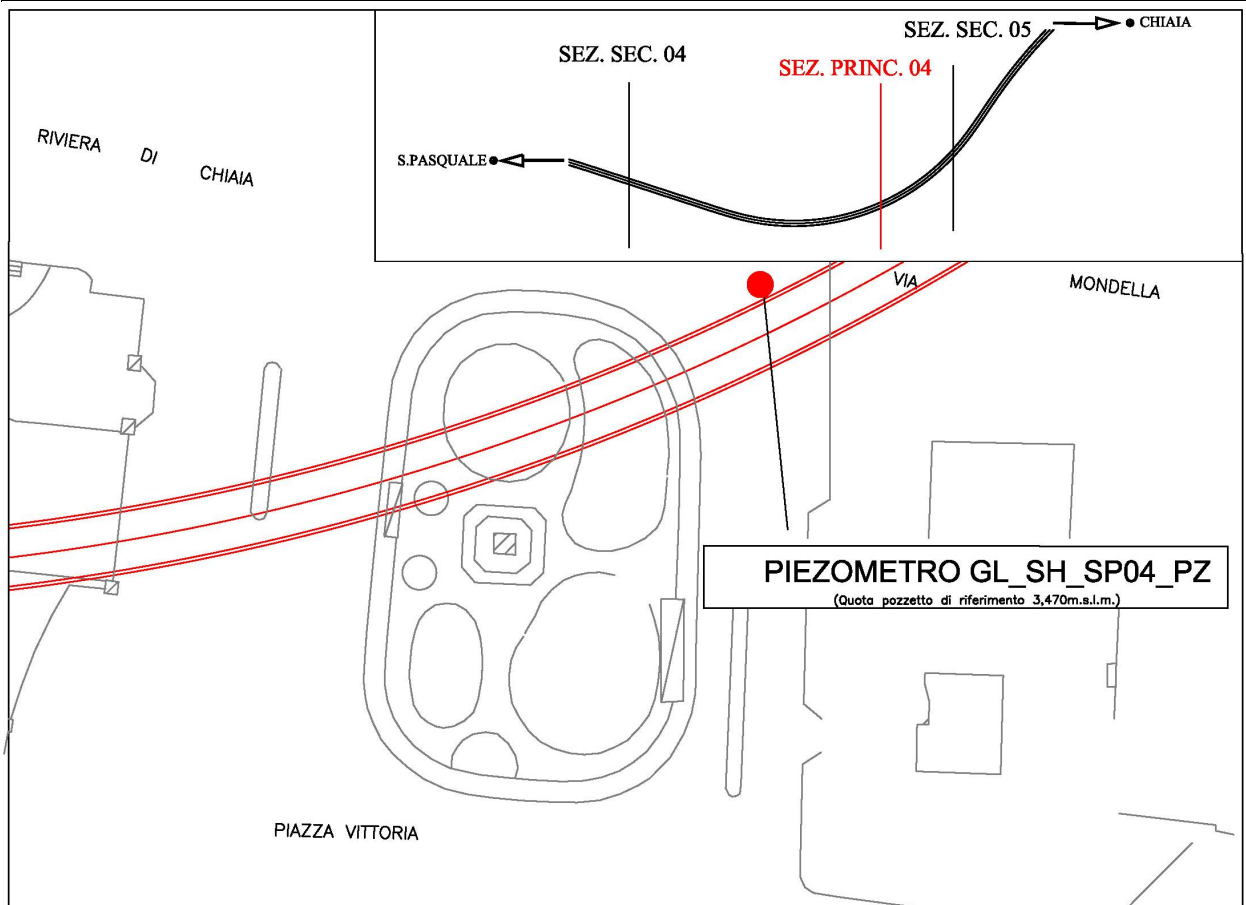 SEZ. SEC. 04
SEZ. PRINC. 04
SEZ. SEC. 05
CHIAIA
S.PASQUALE
RIVIERA DI CHIAIA
VIA MONDELLA
PIEZOMETRO GL_SH_SP04_PZ
(Quota pozzetto di riferimento 3,470m.s.l.m.)
PIAZZA VITTORIA